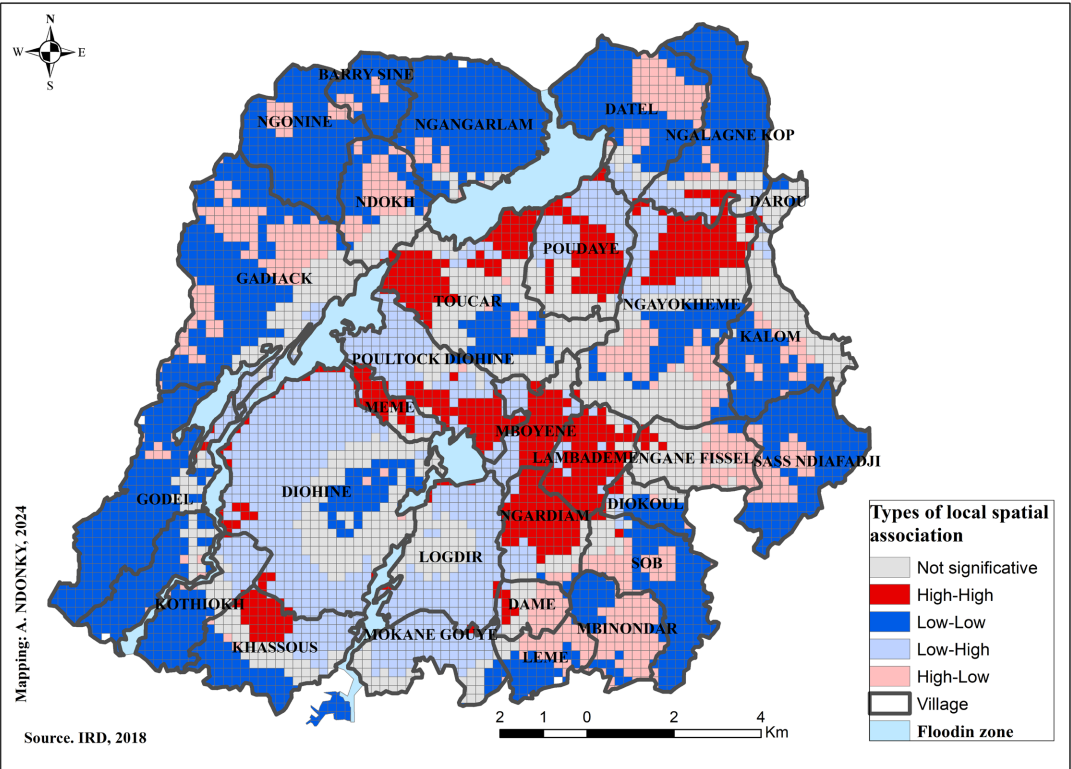 N
W E
S
BARRY SINE
NGONINE
NGANGARLAM
DATEL
NGALAGNE KOP
NDOKH
DAROU
GADIACK
POUDAYE
TOUCAR
NGAYOKHEME
KALOM
POULTOCK DIOHINE
MEME
MBOYENE
LAMBADEME
NGANE FISSEL
SASS NDIAFADJI
GODEL
DIOHINE
NGARDIAM
DIOKOUL
LOGDIR
SOB
KOTHIOKH
DAME
MBINONDAR
KHASSOUS
MOKANE GOUYE
LEME
Types of local spatial
association
Not significative
High-High
Low-Low
Low-High
High-Low
Village
Floodin zone
Mapping: A. NDONKY, 2024
Source. IRD, 2018
2 1 0 2 4
Km